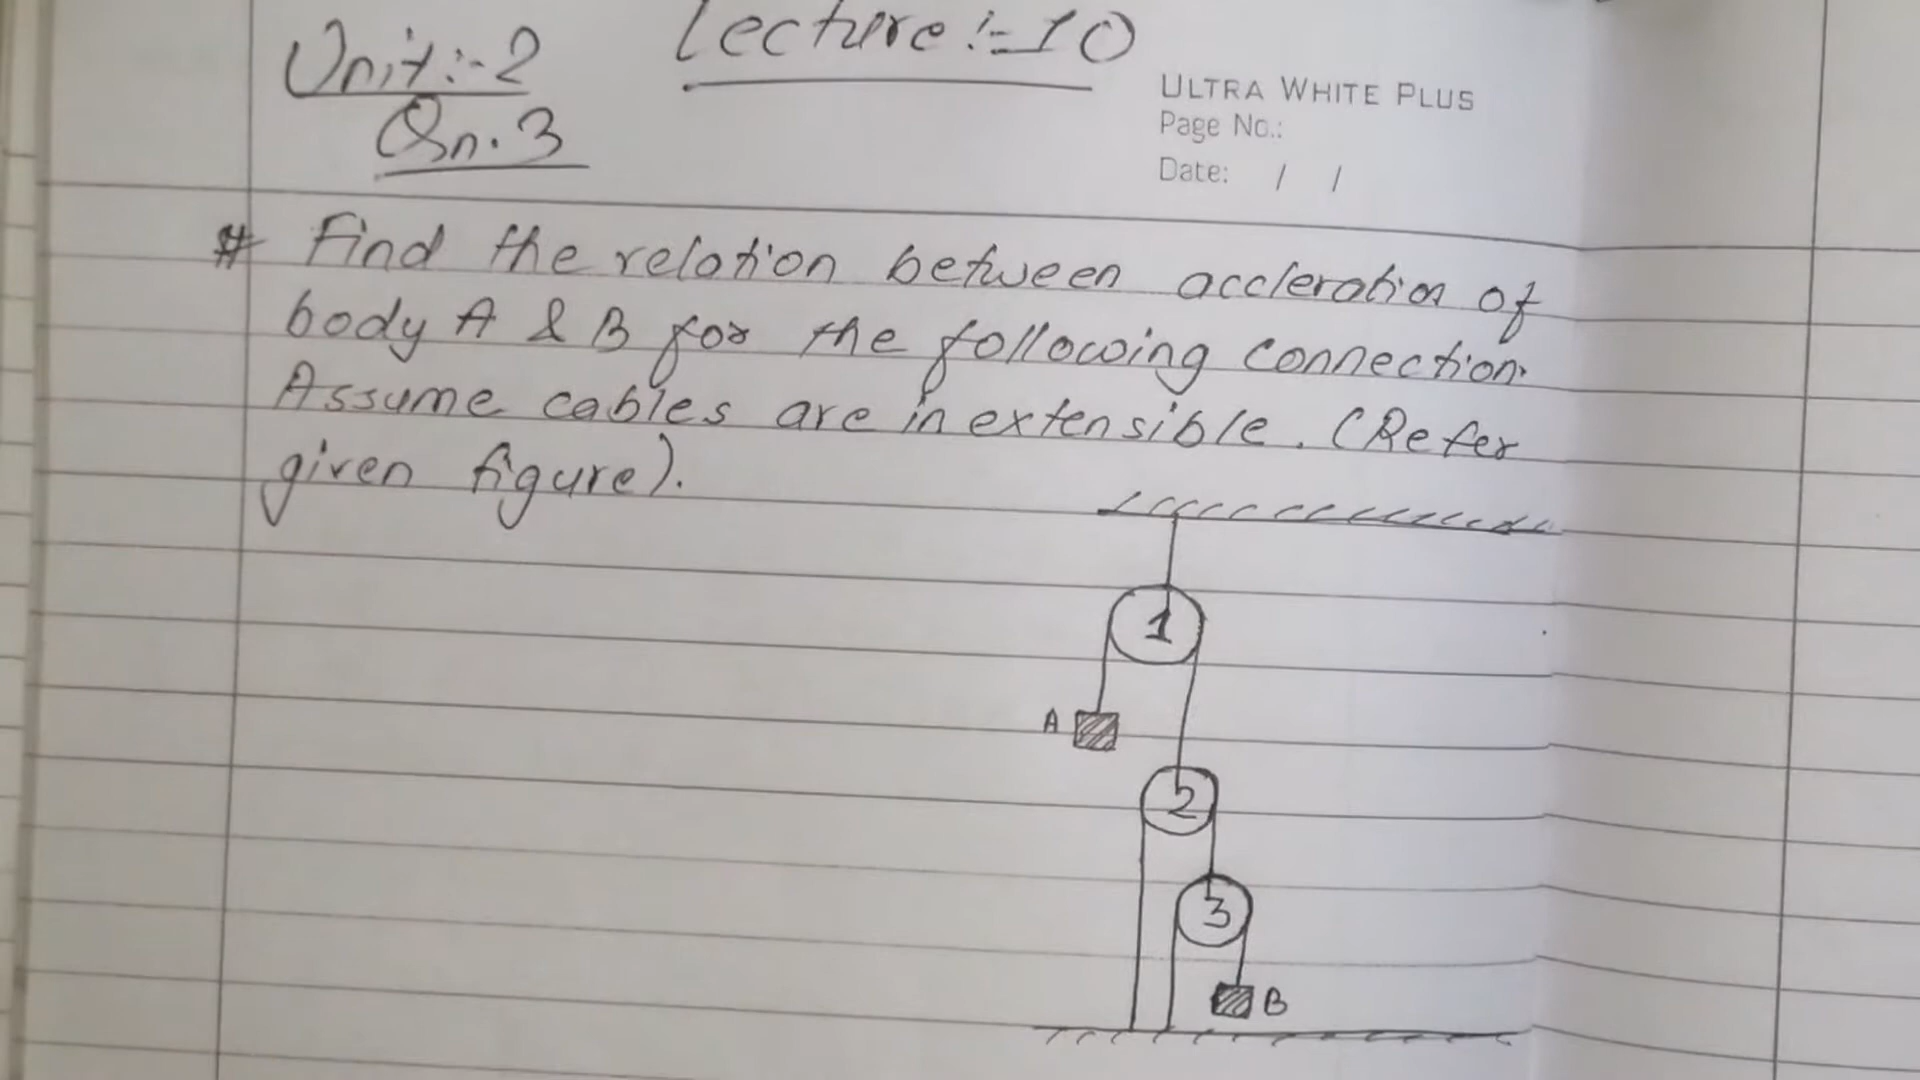 Unit:-2
Lecture:-10
Qn.3
ULTRA WHITE PLUS
Page No.:
Date: / /
# Find the relation between accleration of
body A & B for the following connection.
Assume cables are inextensible. (Refer
given figure).
1
A
2
3
B